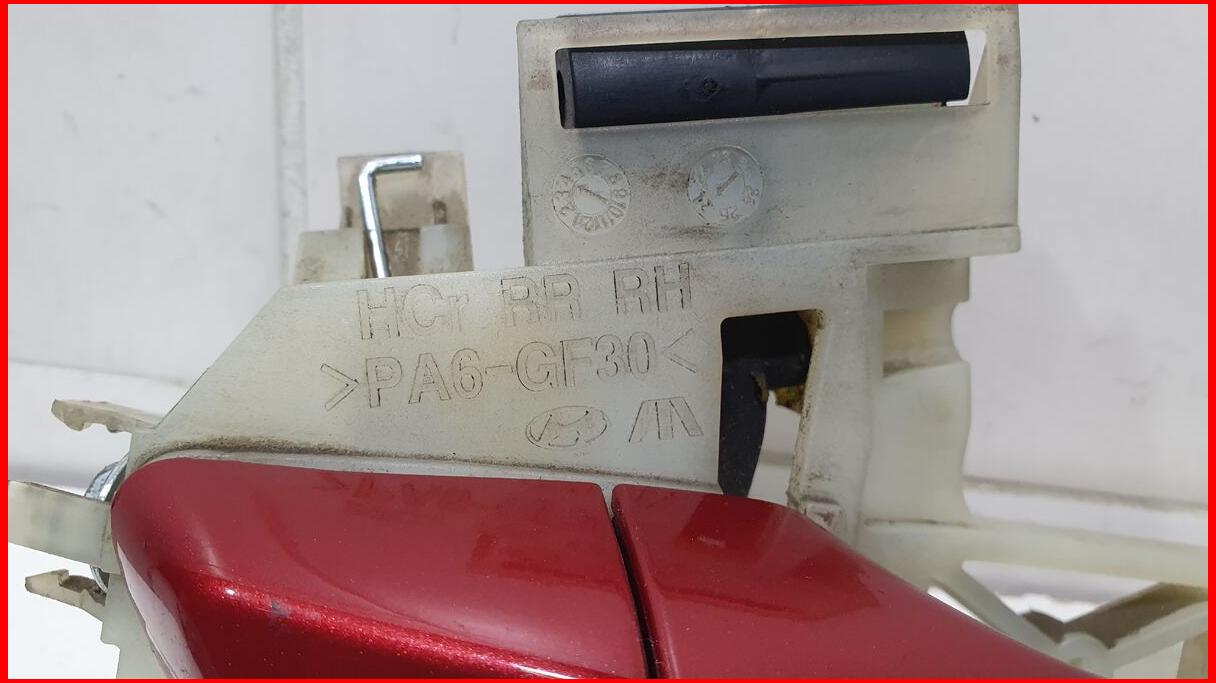 HCr RR RH
>PA6-GF30<